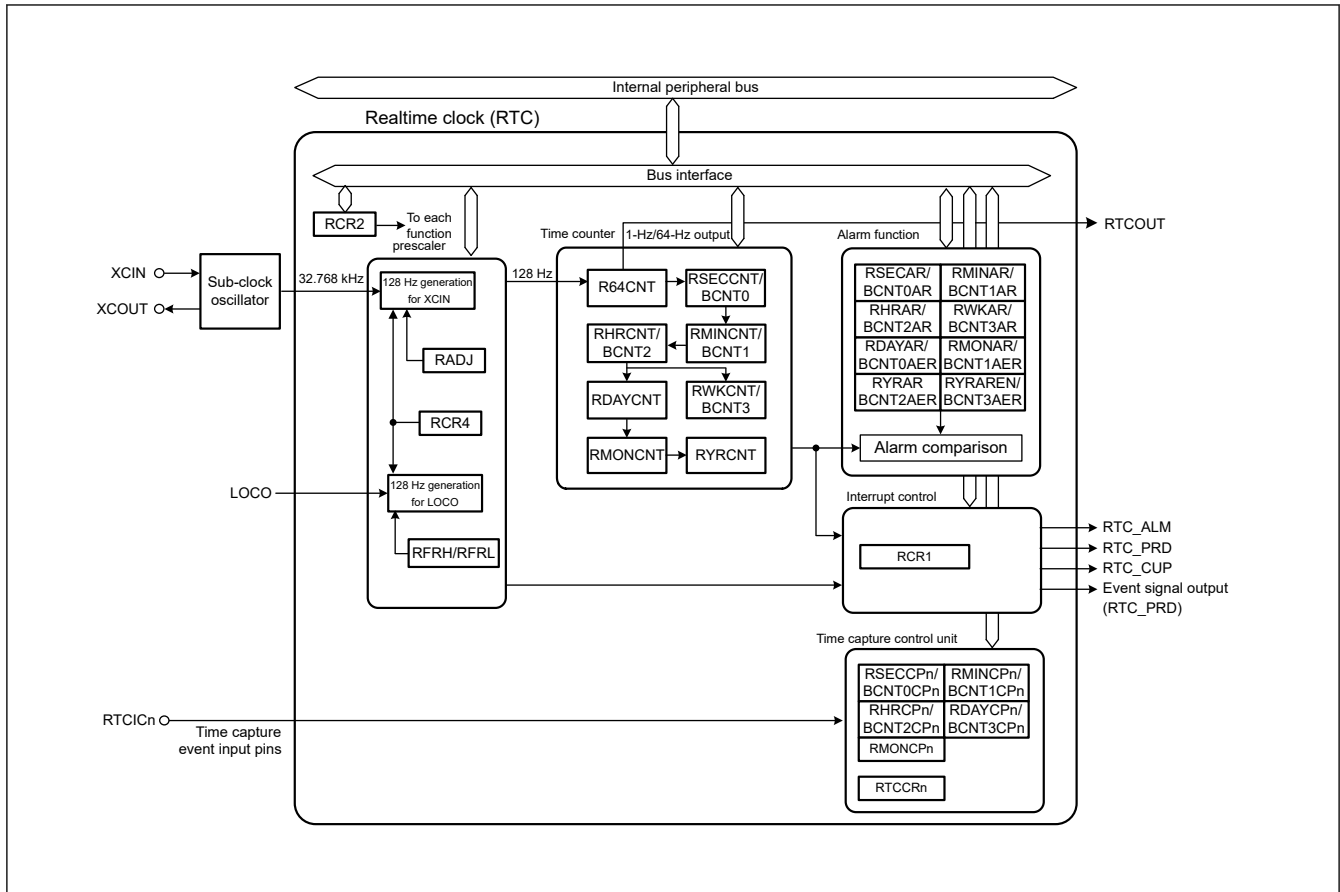 Internal peripheral bus
Realtime clock (RTC)
Bus interface
RCR2
To each
function
prescaler
Time counter
1-Hz/64-Hz output
Alarm function
RTCOUT
XCIN
XCOUT
Sub-clock
oscillator
32.768 kHz
128 Hz generation
for XCIN
RADJ
RCR4
LOCO
128 Hz generation
for LOCO
RFRH/RFRL
128 Hz
R64CNT
RSECCNT/
BCNT0
RHRCNT/
BCNT2
RMINCNT/
BCNT1
RDAYCNT
RWKCNT/
BCNT3
RMONCNT
RYRCNT
RSECAR/
BCNT0AR
RMINAR/
BCNT1AR
RHRAR/
BCNT2AR
RWKAR/
BCNT3AR
RDAYAR/
BCNT0AER
RMONAR/
BCNT1AER
RYRAR
BCNT2AER
RYRAREN/
BCNT3AER
Alarm comparison
Interrupt control
RCR1
RTC_ALM
RTC_PRD
RTC_CUP
Event signal output
(RTC_PRD)
Time capture control unit
RSECCPn/
BCNT0CPn
RMINCPn/
BCNT1CPn
RHRCPn/
BCNT2CPn
RDAYCPn/
BCNT3CPn
RMONCPn
RTCCRn
RTCICn
Time capture
event input pins